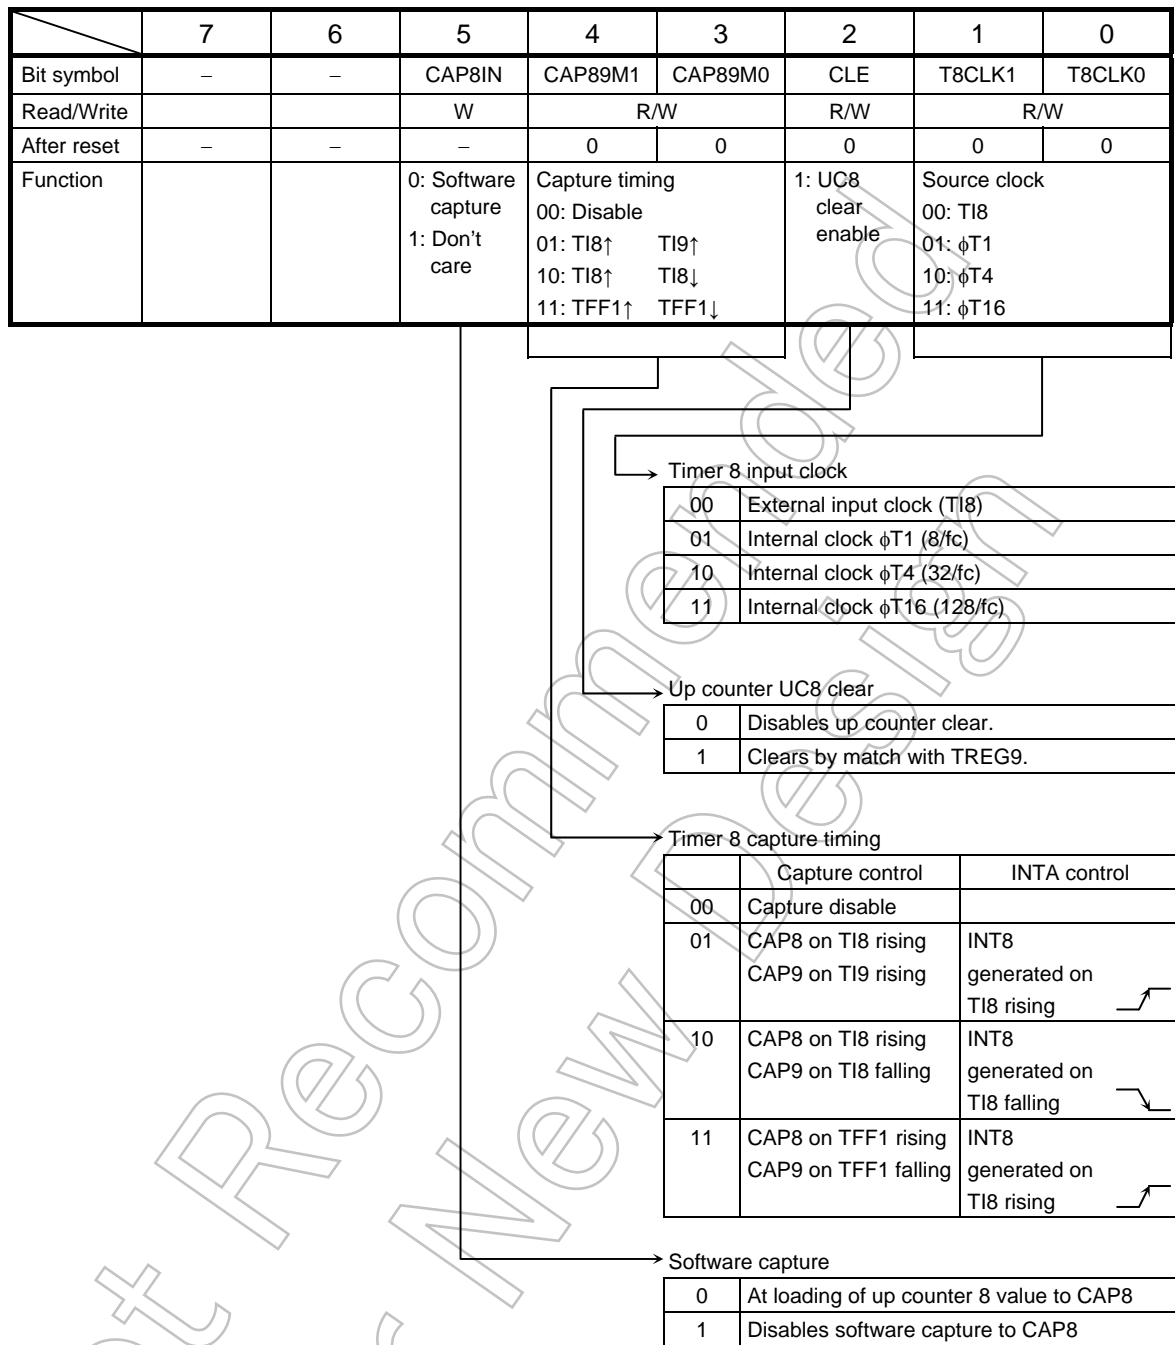 7 6 5 4 3 2 1 0
Bit symbol – – CAP8IN CAP89M1 CAP89M0 CLE T8CLK1 T8CLK0
Read/Write W R/W R/W R/W
After reset – – – 0 0 0 0 0
Function
0: Software
capture
1: Don't
care
Capture timing
00: Disable
01: TI8↑ TI9↑
10: TI8↑ TI8↓
11: TFF1↑ TFF1↓
1: UC8
clear
enable
Source clock
00: TI8
01: ϕT1
10: ϕT4
11: ϕT16
Timer 8 input clock
00 External input clock (TI8)
01 Internal clock ϕT1 (8/fc)
10 Internal clock ϕT4 (32/fc)
11 Internal clock ϕT16 (128/fc)
Up counter UC8 clear
0 Disables up counter clear.
1 Clears by match with TREG9.
Timer 8 capture timing
Capture control INTA control
00 Capture disable
01 CAP8 on TI8 rising INT8
CAP9 on TI9 rising generated on
TI8 rising
10 CAP8 on TI8 rising INT8
CAP9 on TI8 falling generated on
TI8 falling
11 CAP8 on TFF1 rising INT8
CAP9 on TFF1 falling generated on
TI8 rising
Software capture
0 At loading of up counter 8 value to CAP8
1 Disables software capture to CAP8
Recommended
New Design